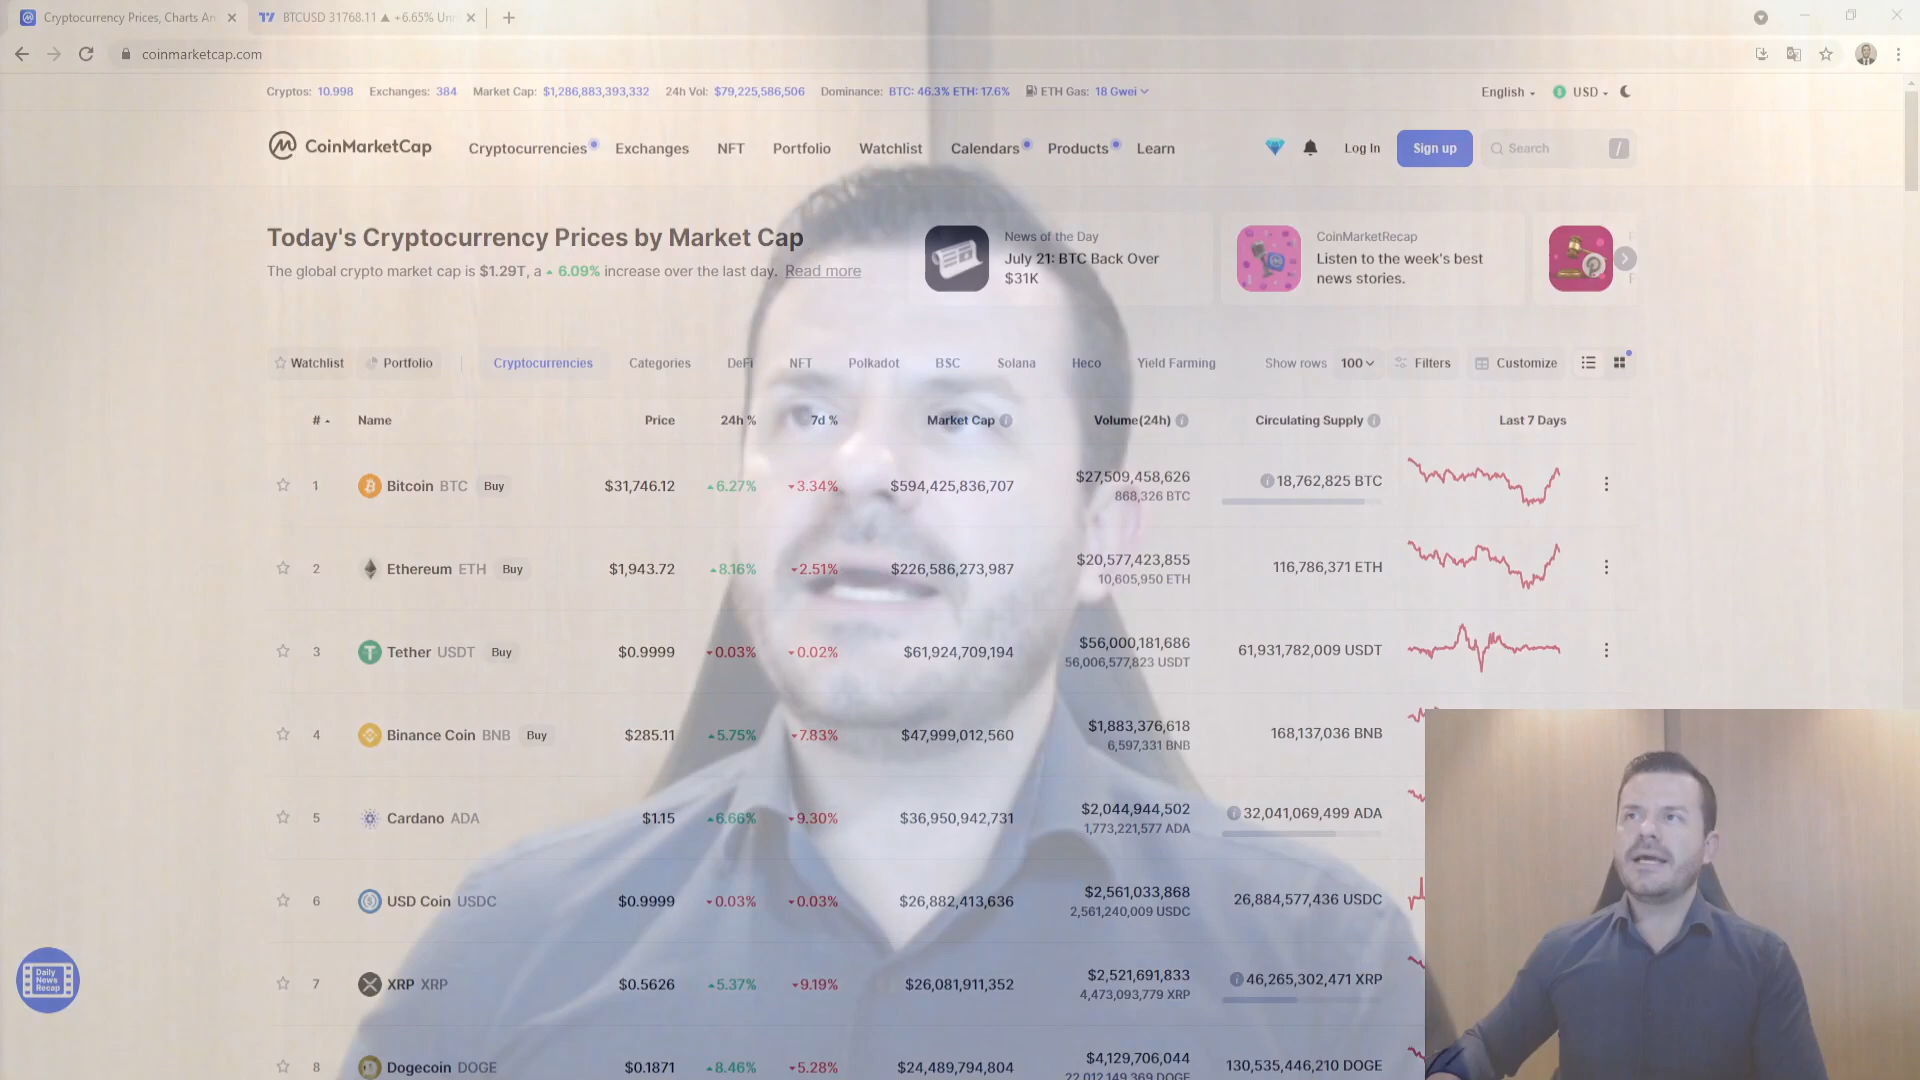 Cryptocurrency Prices, Charts An
BTCUSD 31768.11 ▲ +6.65% Unn
coinmarketcap.com
Cryptos: 10.998 Exchanges: 384 Market Cap: $1,286,883,393,332 24h Vol: $79,225,586,506 Dominance: BTC: 46.3% ETH: 17.6% ETH Gas: 18 Gwei
English USD
CoinMarketCap
Cryptocurrencies Exchanges NFT Portfolio Watchlist Calendars Products Learn
Log In Sign up Search /
Today's Cryptocurrency Prices by Market Cap
The global crypto market cap is $1.29T, a 6.09% increase over the last day. Read more
News of the Day
July 21: BTC Back Over
$31K
CoinMarketRecap
Listen to the week's best
news stories.
Watchlist Portfolio Cryptocurrencies Categories DeFi NFT Polkadot BSC Solana Heco Yield Farming Show rows 100 Filters Customize
# Name Price 24h % 7d % Market Cap Volume(24h) Circulating Supply Last 7 Days
1 Bitcoin BTC Buy $31,746.12 6.27% 3.34% $594,425,836,707 $27,509,458,626 18,762,825 BTC
868,326 BTC
2 Ethereum ETH Buy $1,943.72 8.16% 2.51% $226,586,273,987 $20,577,423,855 116,786,371 ETH
10,605,950 ETH
3 Tether USDT Buy $0.9999 0.03% 0.02% $61,924,709,194 $56,000,181,686 61,931,782,009 USDT
56,006,577,823 USDT
4 Binance Coin BNB Buy $285.11 5.75% 7.83% $47,999,012,560 $1,883,376,618 168,137,036 BNB
6,597,331 BNB
5 Cardano ADA $1.15 6.66% 9.30% $36,950,942,731 $2,044,944,502 32,041,069,499 ADA
1,773,221,577 ADA
6 USD Coin USDC $0.9999 0.03% 0.03% $26,882,413,636 $2,561,033,868 26,884,577,436 USDC
2,561,240,009 USDC
7 XRP XRP $0.5626 5.37% 9.19% $26,081,911,352 $2,521,691,833 46,265,302,471 XRP
4,473,093,779 XRP
8 Dogecoin DOGE $0.1871 8.46% 5.28% $24,489,794,804 $4,129,706,044 130,535,446,210 DOGE
22,012,149,369 DOGE
Daily
News
Recap